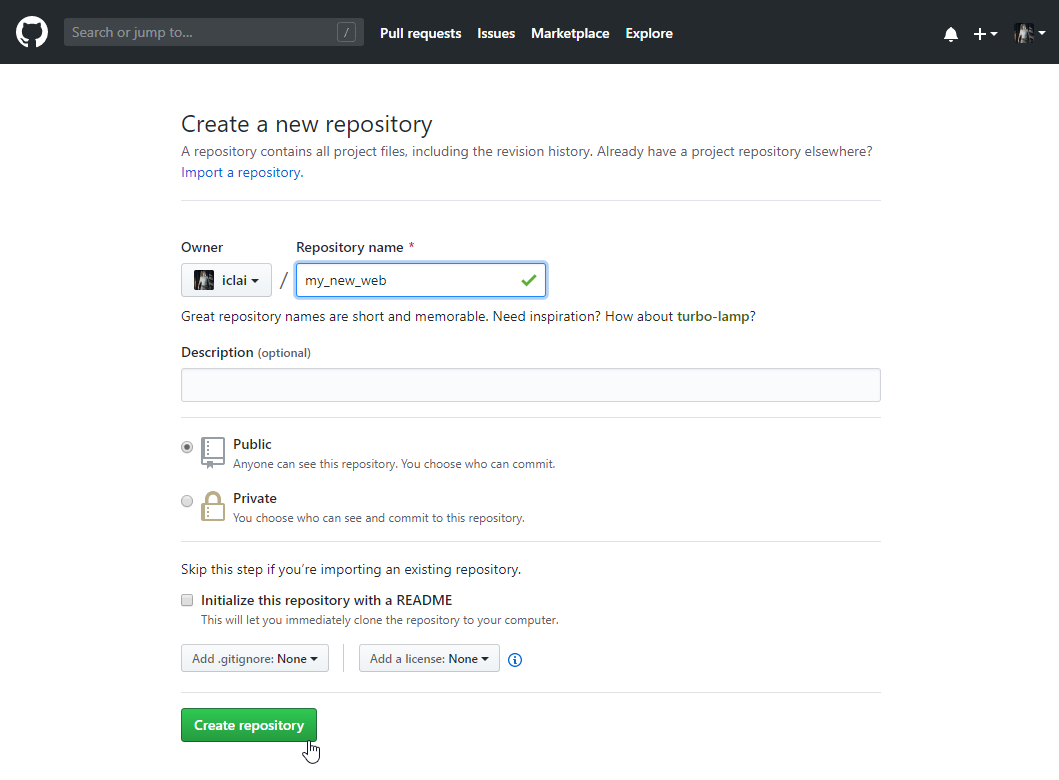 Search or jump to... /
Pull requests Issues Marketplace Explore
Create a new repository
A repository contains all project files, including the revision history. Already have a project repository elsewhere?
Import a repository.
Owner Repository name *
iclai / my_new_web
Great repository names are short and memorable. Need inspiration? How about turbo-lamp?
Description (optional)
Public
Anyone can see this repository. You choose who can commit.
Private
You choose who can see and commit to this repository.
Skip this step if you’re importing an existing repository.
Initialize this repository with a README
This will let you immediately clone the repository to your computer.
Add .gitignore: None Add a license: None
Create repository